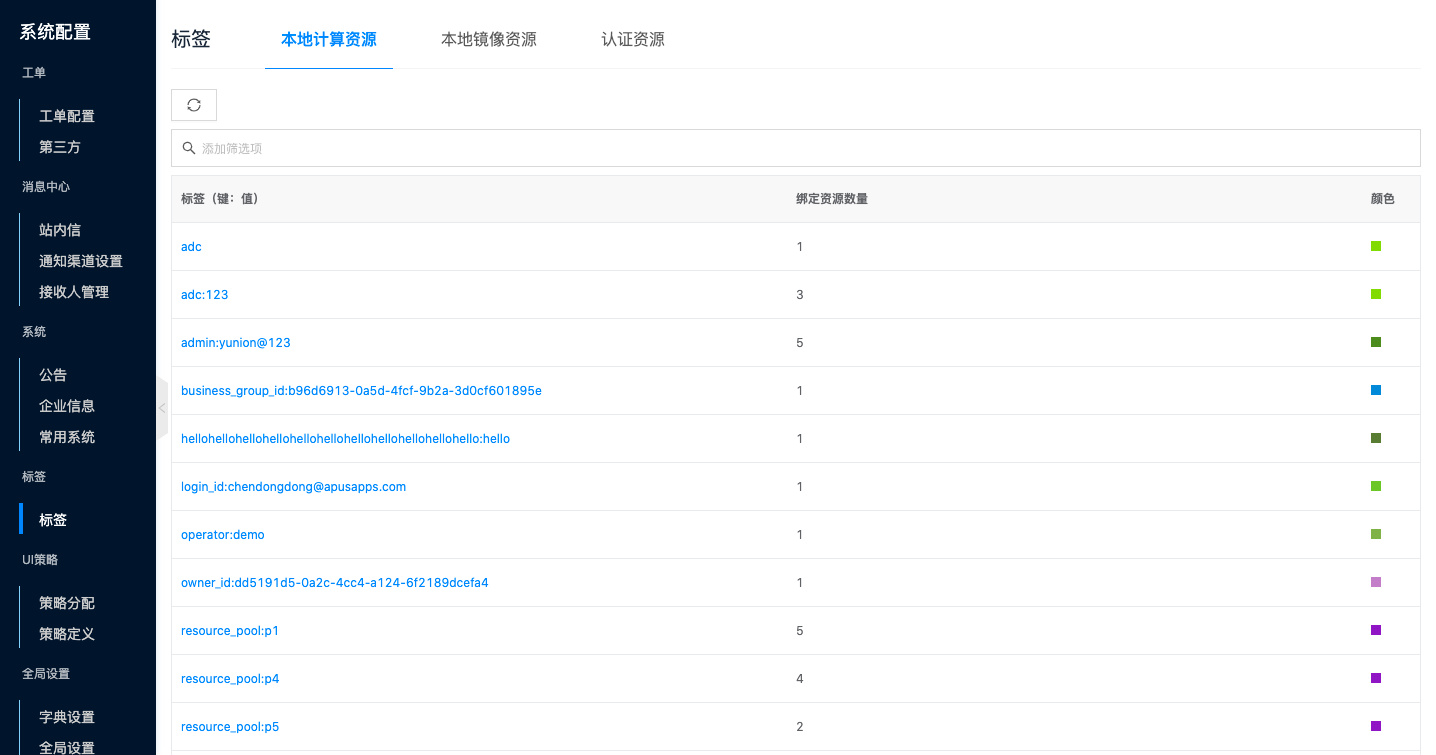 系统配置
工单
工单配置
第三方
消息中心
站内信
通知渠道设置
接收人管理
系统
公告
企业信息
常用系统
标签
标签
UI策略
策略分配
策略定义
全局设置
字典设置
全局设置
标签 本地计算资源 本地镜像资源 认证资源
添加筛选项
标签（键：值） 绑定资源数量 颜色
adc 1
adc:123 3
admin:yunion@123 5
business_group_id:b96d6913-0a5d-4fcf-9b2a-3d0cf601895e 1
hellohellohellohellohellohellohellohellohellohello:hello 1
login_id:chendongdong@apusapps.com 1
operator:demo 1
owner_id:dd5191d5-0a2c-4cc4-a124-6f2189dcefa4 1
resource_pool:p1 5
resource_pool:p4 4
resource_pool:p5 2